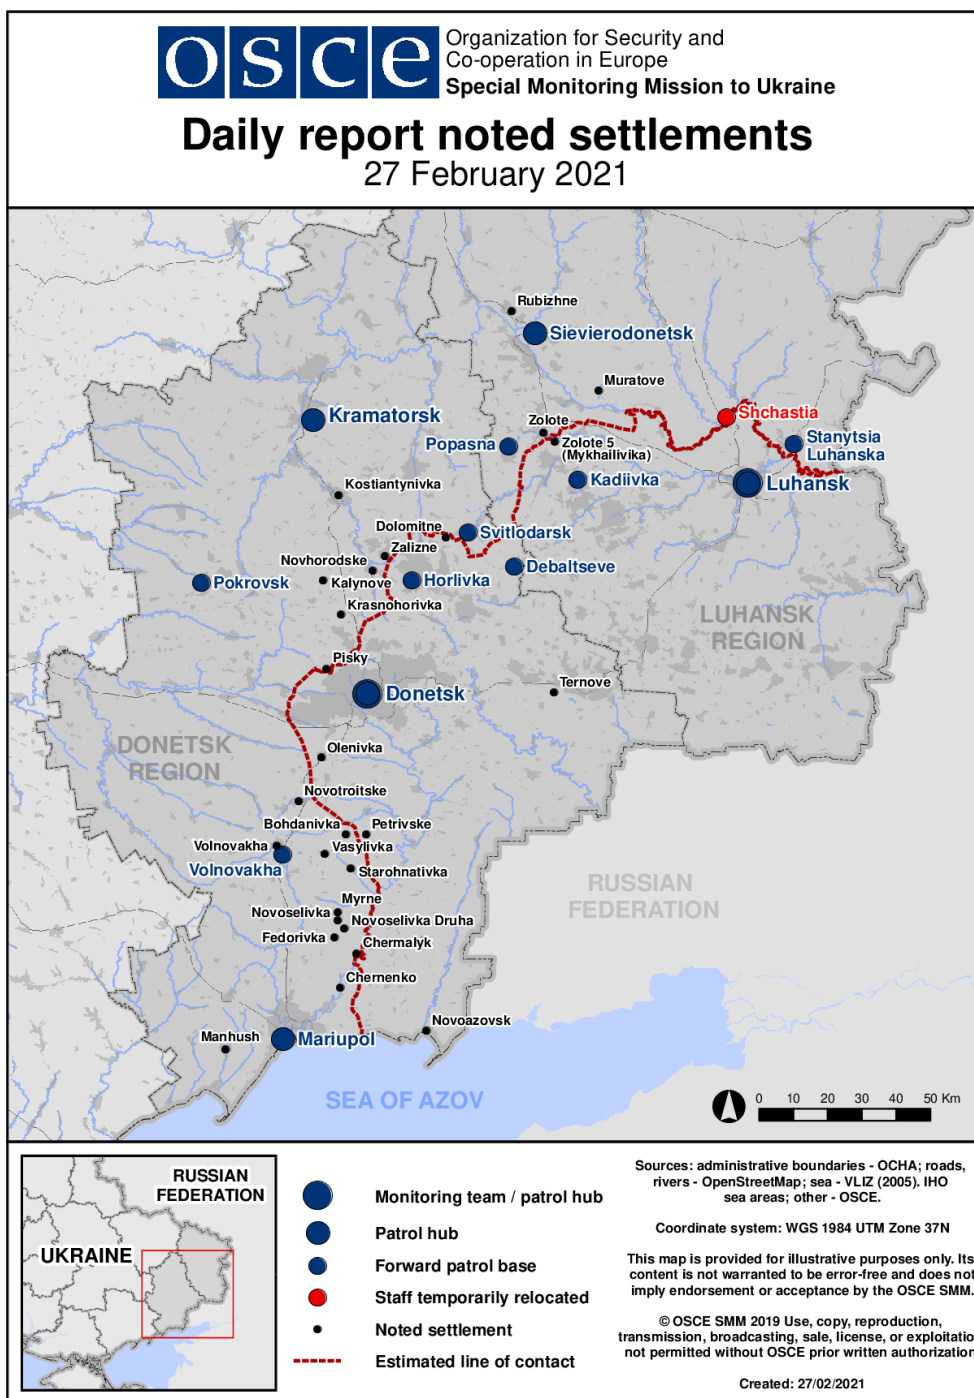 osce
Organization for Security and
Co-operation in Europe
Special Monitoring Mission to Ukraine
Daily report noted settlements
27 February 2021
Rubizhne
Sievierodonetsk
Muratove
Kramatorsk
Shchastia
Zolote
Popasna
Zolote 5
(Mykhailivika)
Stanytsia
Luhanska
Kadiivka
Luhansk
Kostiantynivka
Dolomitne
Svitlodarsk
Zalizne
Novhorodske
Debaltseve
Pokrovsk
Kalynove
Horlivka
Krasnohorivka
LUHANSK
REGION
Pisky
Ternove
Donetsk
DONETSK
REGION
Olenivka
Novotroitske
Bohdanivka
Petrivske
Volnovakha
Vasylivka
Volnovakha
Starohnativka
RUSSIAN
FEDERATION
Myrne
Novoselivka
Novoselivka Druha
Fedorivka
Chermalyk
Chernenko
Novoazovsk
Manhush
Mariupol
SEA OF AZOV
0 10 20 30 40 50 Km
RUSSIAN
FEDERATION
UKRAINE
Monitoring team / patrol hub
Patrol hub
Forward patrol base
Staff temporarily relocated
Noted settlement
Estimated line of contact
Sources: administrative boundaries - OCHA; roads,
rivers - OpenStreetMap; sea - VLIZ (2005). IHO
sea areas; other - OSCE.
Coordinate system: WGS 1984 UTM Zone 37N
This map is provided for illustrative purposes only. Its
content is not warranted to be error-free and does not
imply endorsement or acceptance by the OSCE SMM.
© OSCE SMM 2019 Use, copy, reproduction,
transmission, broadcasting, sale, license, or exploitatio
not permitted without OSCE prior written authorization
Created: 27/02/2021